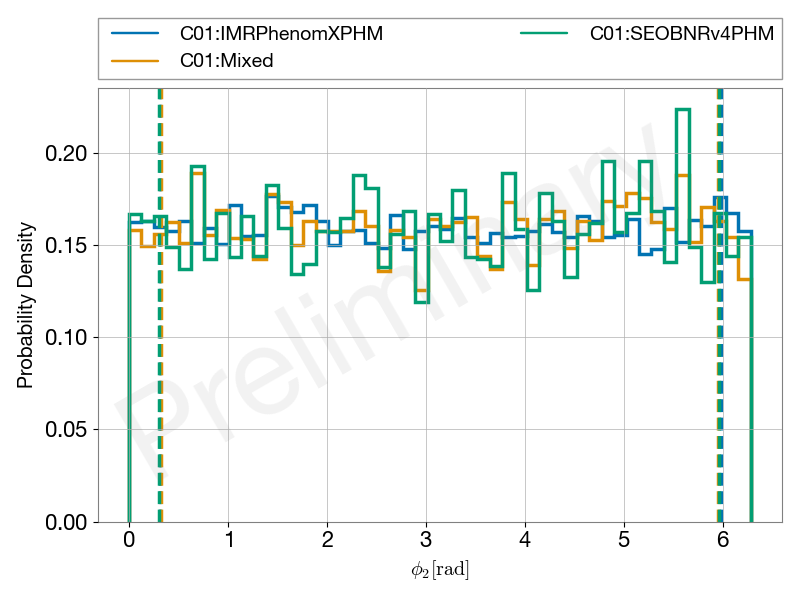 C01:IMRPhenomXPHM
C01:Mixed
C01:SEOBNRv4PHM
Preliminary
Probability Density
0.20
0.15
0.10
0.05
0.00
0 1 2 3 4 5 6
ϕ₂[rad]